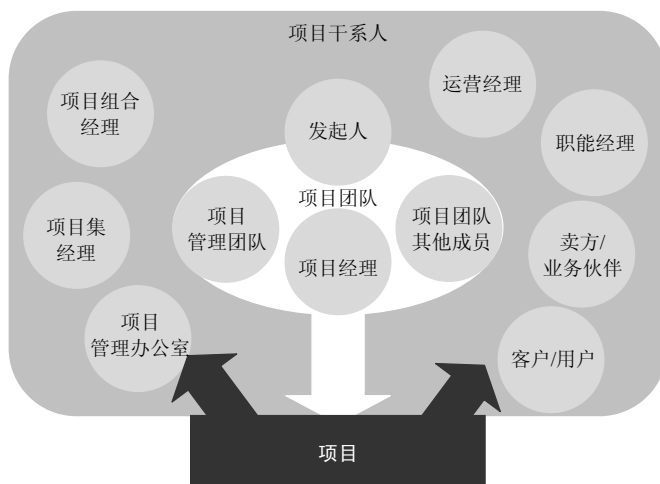 项目干系人
项目组合
经理
发起人
运营经理
职能经理
项目团队
项目
管理团队
项目经理
项目团队
其他成员
项目集
经理
卖方/
业务伙伴
项目
管理办公室
客户/用户
项目